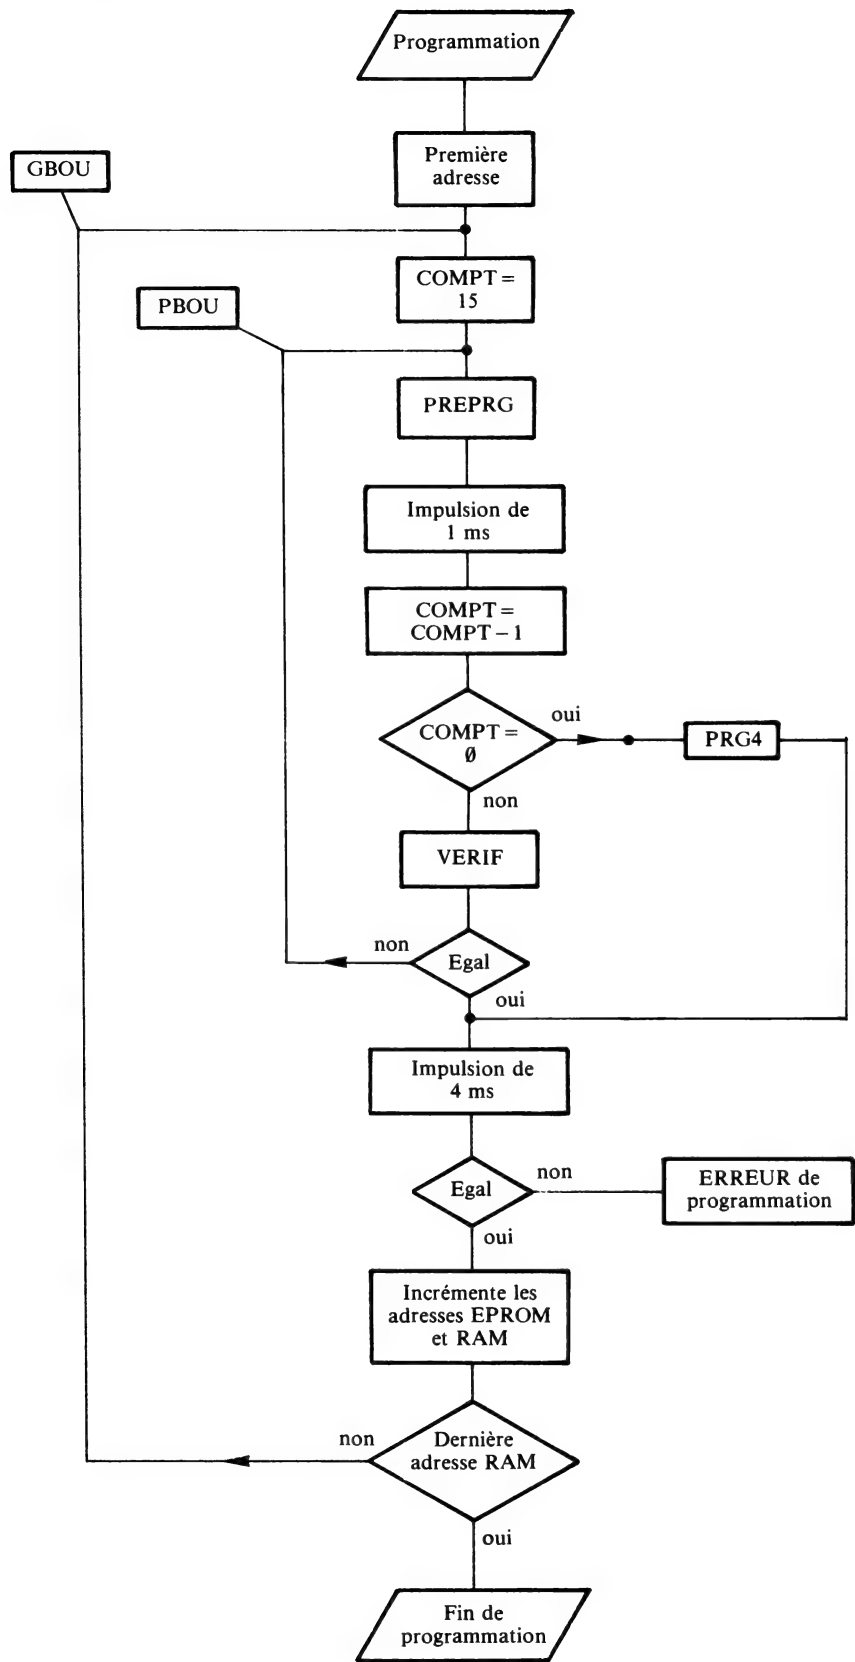 Programmation
Première
adresse
GBOU
COMPT =
15
PBOU
PREPRG
Impulsion de
1 ms
COMPT =
COMPT – 1
COMPT =
Ø
oui
PRG4
non
VERIF
non
Egal
oui
Impulsion de
4 ms
Egal
non
ERREUR de
programmation
oui
Incrémente les
adresses EPROM
et RAM
non
Dernière
adresse RAM
oui
Fin de
programmation